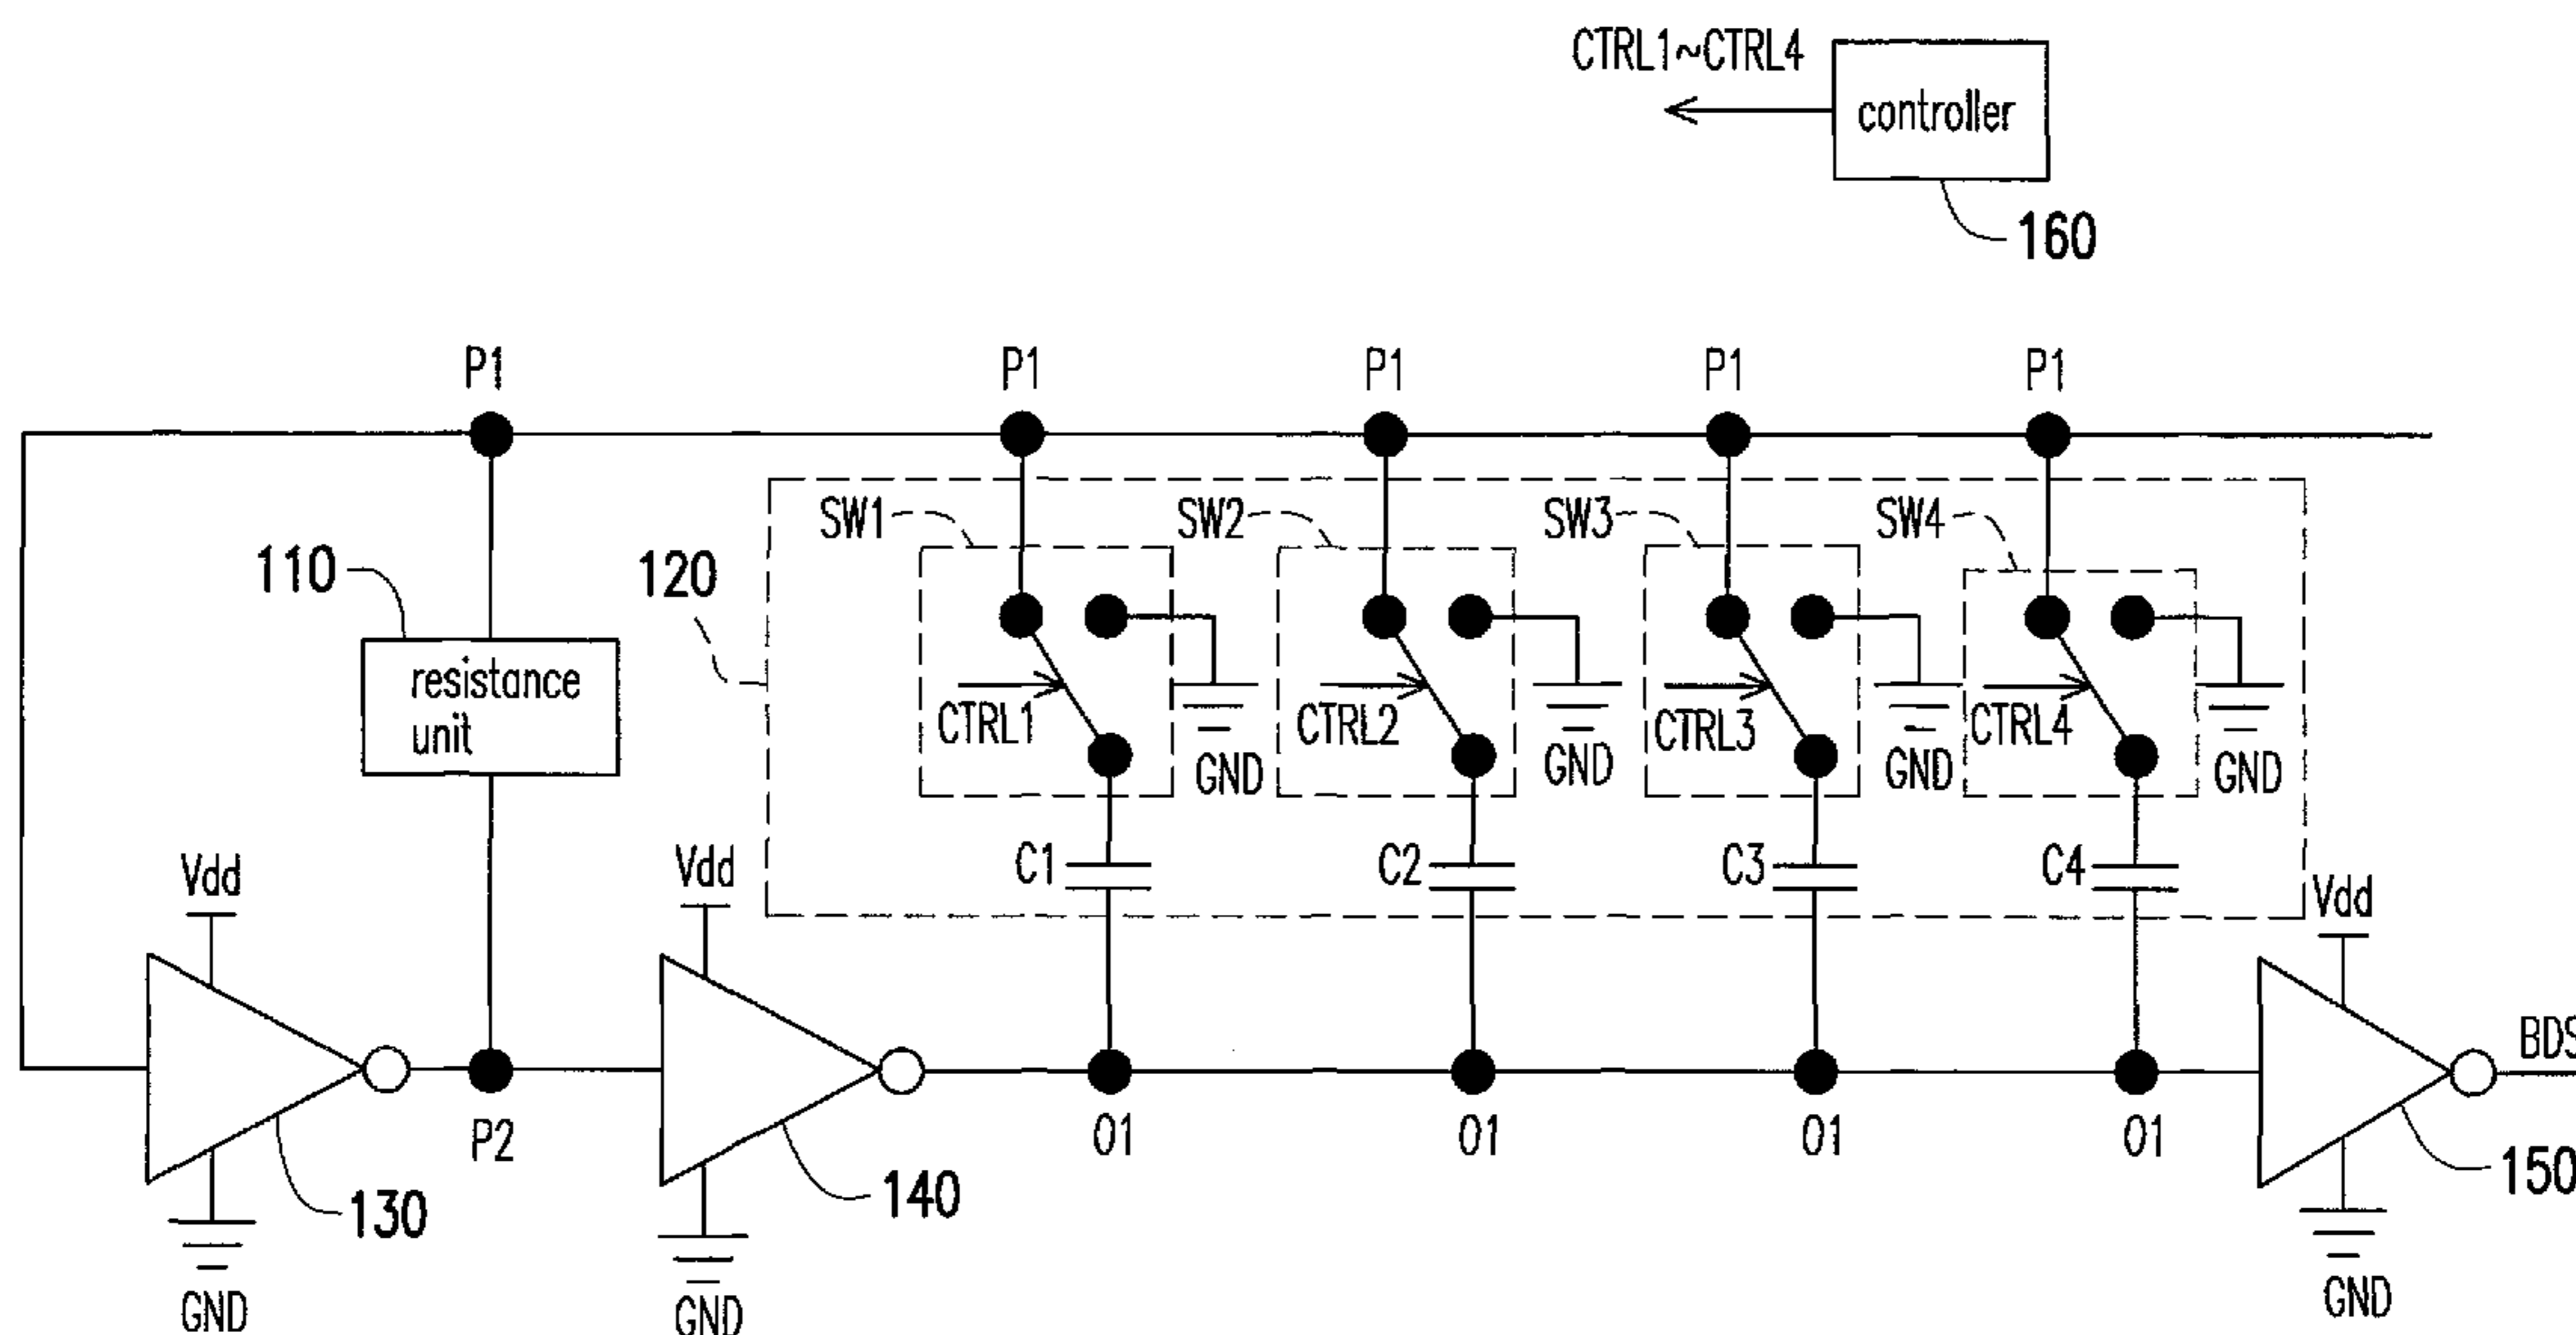 CTRL1~CTRL4
controller
160
P1 P1 P1 P1 P1
SW1 SW2 SW3 SW4
110
120
resistance
unit
CTRL1 CTRL2 CTRL3 CTRL4
GND GND GND GND
C1 C2 C3 C4
Vdd Vdd Vdd
BDS
P2 O1 O1 O1 O1
130 140 150
GND GND GND